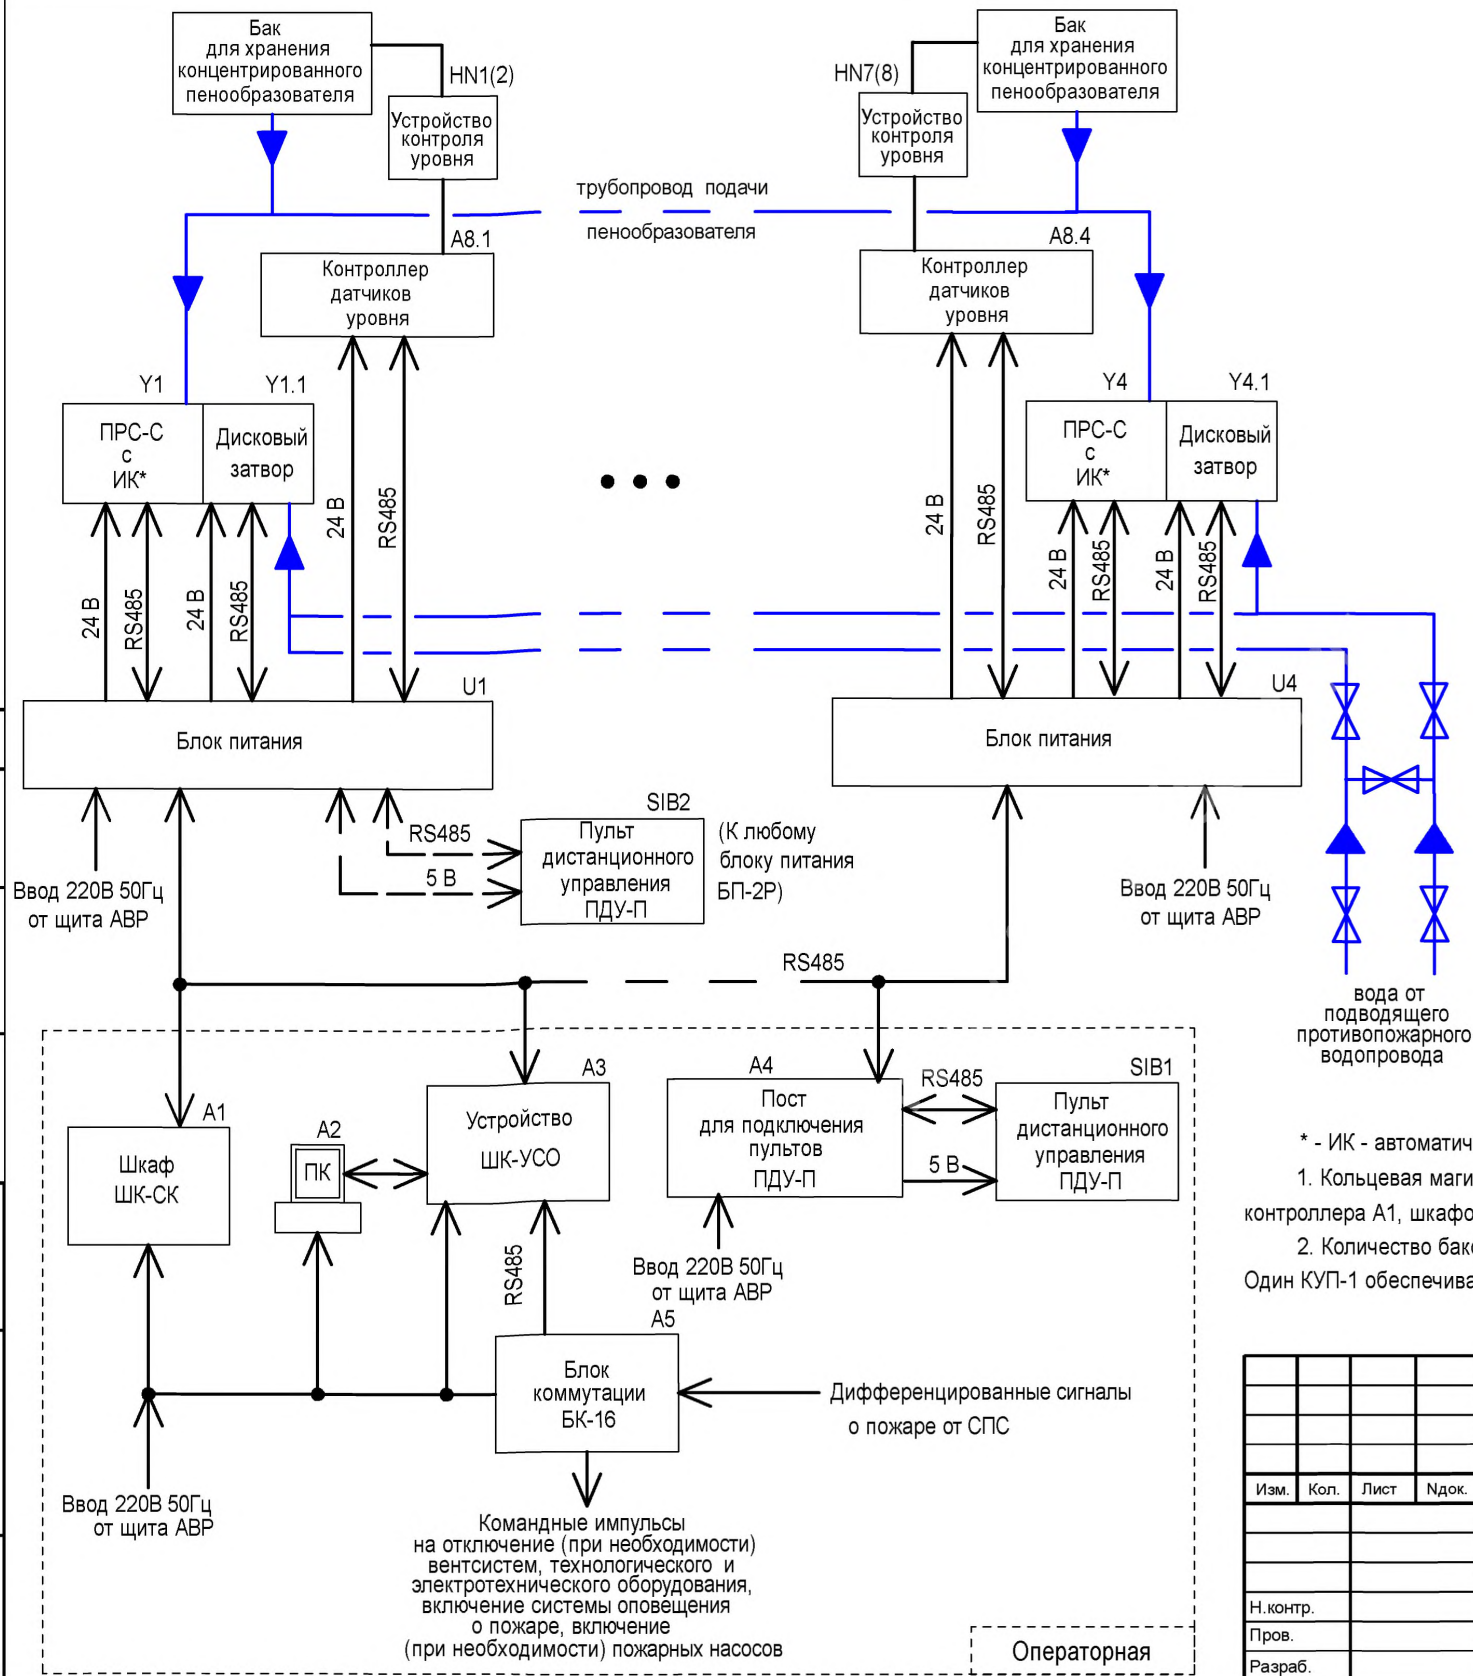 Бак
для хранения
концентрированного
пенообразователя
HN1(2)
Устройство
контроля
уровня
HN7(8)
Устройство
контроля
уровня
Бак
для хранения
концентрированного
пенообразователя
трубопровод подачи
пенообразователя
A8.1
Контроллер
датчиков
уровня
A8.4
Контроллер
датчиков
уровня
Y1
Y1.1
ПРС-С
с
ИК*
Дисковый
затвор
24 В
RS485
24 В
RS485
24 В
RS485
Y4
Y4.1
ПРС-С
с
ИК*
Дисковый
затвор
24 В
RS485
24 В
RS485
24 В
RS485
U1
Блок питания
U4
Блок питания
Ввод 220В 50Гц
от щита АВР
RS485
5 В
SIB2
Пульт
дистанционного
управления
ПДУ-П
(К любому
блоку питания
БП-2Р)
Ввод 220В 50Гц
от щита АВР
RS485
вода от
подводящего
противопожарного
водопровода
A1
Шкаф
ШК-СК
A2
ПК
A3
Устройство
ШК-УСО
A4
Пост
для подключения
пультов
ПДУ-П
RS485
5 В
SIB1
Пульт
дистанционного
управления
ПДУ-П
Ввод 220В 50Гц
от щита АВР
RS485
A5
Блок
коммутации
БК-16
Дифференцированные сигналы
о пожаре от СПС
Ввод 220В 50Гц
от щита АВР
Командные импульсы
на отключение (при необходимости)
вентсистем, технологического и
электротехнического оборудования,
включение системы оповещения
о пожаре, включение
(при необходимости) пожарных насосов
Операторная
* - ИК - автоматич
1. Кольцевая маги
контроллера А1, шкафо
2. Количество бако
Один КУП-1 обеспечива
Изм.
Кол.
Лист
Nдок.
Н.контр.
Пров.
Разраб.